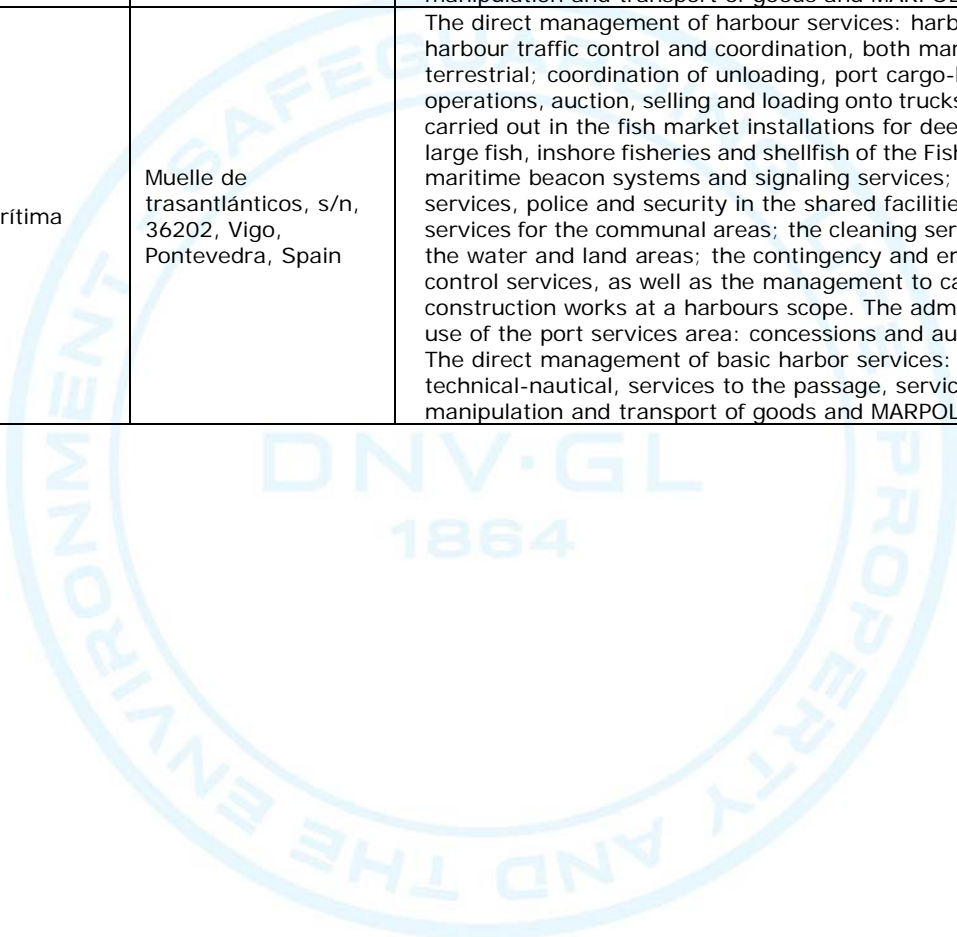 manipulation and transport of goods and MARPOL
rítima
Muelle de
trasantlánticos, s/n,
36202, Vigo,
Pontevedra, Spain
The direct management of harbour services: harb
harbour traffic control and coordination, both mar
terrestrial; coordination of unloading, port cargo-
operations, auction, selling and loading onto trucks
carried out in the fish market installations for dee
large fish, inshore fisheries and shellfish of the Fish
maritime beacon systems and signaling services;
services, police and security in the shared facilitie
services for the communal areas; the cleaning ser
the water and land areas; the contingency and e
control services, as well as the management to ca
construction works at a harbours scope. The adm
use of the port services area: concessions and au
The direct management of basic harbor services:
technical-nautical, services to the passage, servic
manipulation and transport of goods and MARPOL
SAFEGUARDING LIFE PROPERTY AND THE ENVIRONMENT
DNV·GL
1864